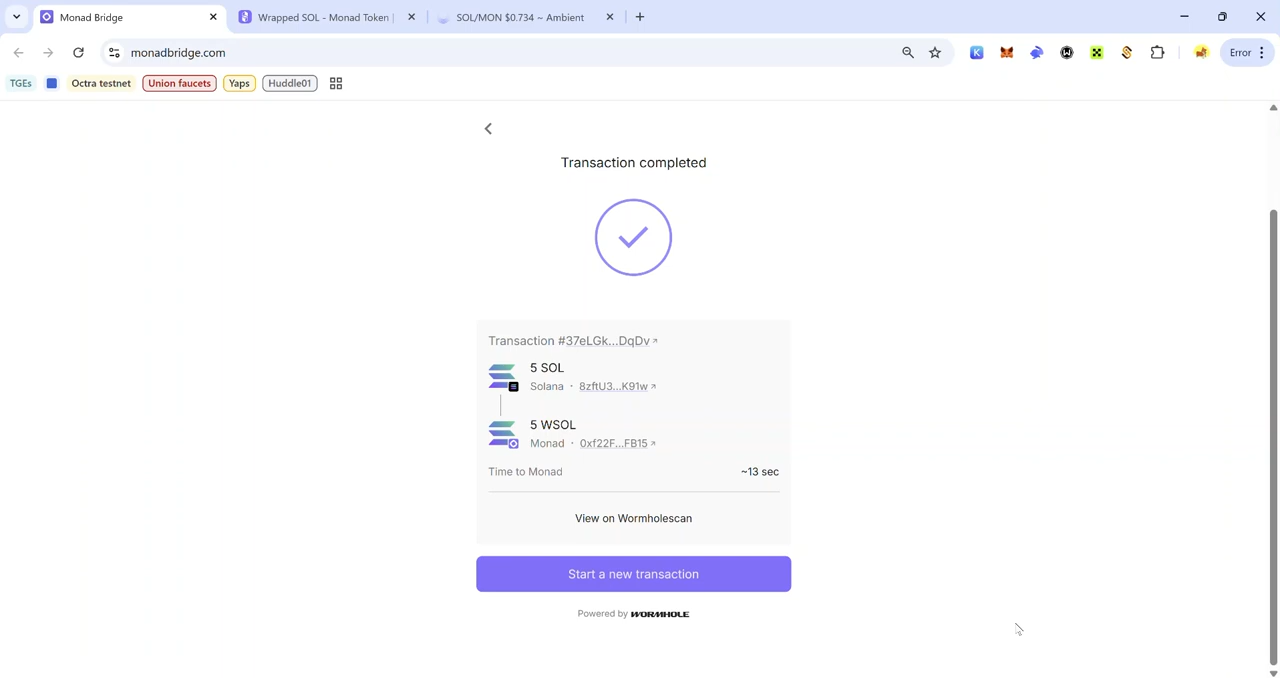 Monad Bridge
Wrapped SOL - Monad Token |
SOL/MON $0.734 ~ Ambient
monadbridge.com
Error
TGEs
Octra testnet
Union faucets
Yaps
Huddle01
Transaction completed
Transaction #37eLGk...DqDv
5 SOL
Solana · 8zftU3...K91w
5 WSOL
Monad · 0xf22F...FB15
Time to Monad ~13 sec
View on Wormholescan
Start a new transaction
Powered by WORMHOLE